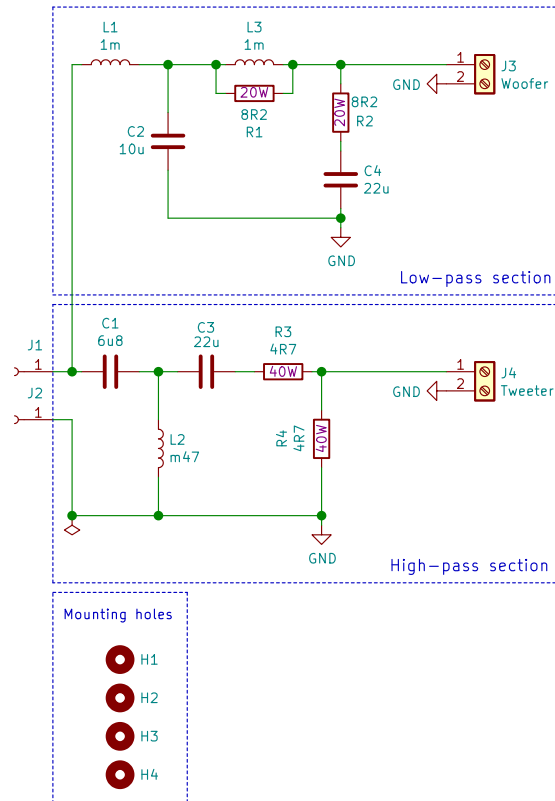 L1
1m
L3
1m
1
J3
20W
8R2
GND
2
Woofer
8R2
R1
20W
R2
C2
10u
C4
22u
GND
Low-pass section
C1
6u8
C3
22u
R3
4R7
J1
1
40W
1
J4
J2
GND
2
Tweeter
1
L2
m47
R4
4R7
40W
GND
High-pass section
Mounting holes
H1
H2
H3
H4